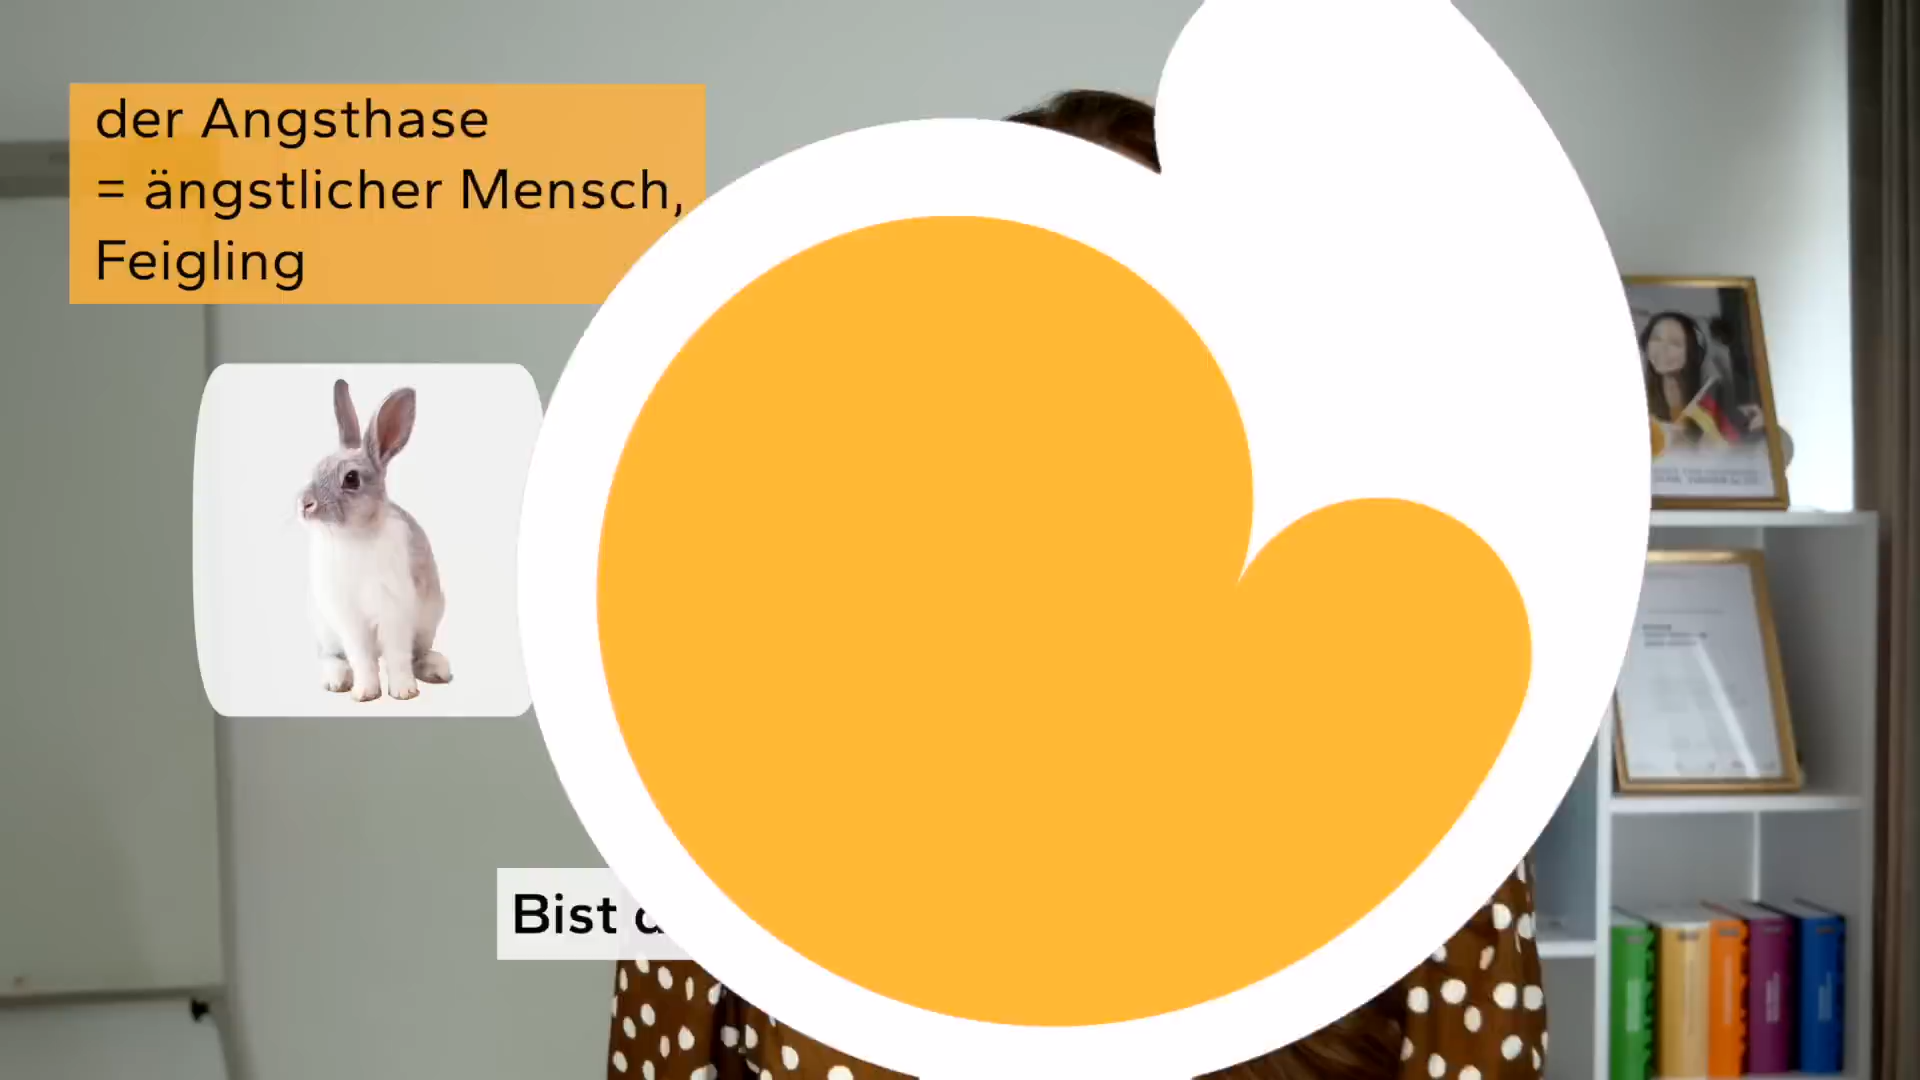 der Angsthase
= ängstlicher Mensch,
Feigling
Bist